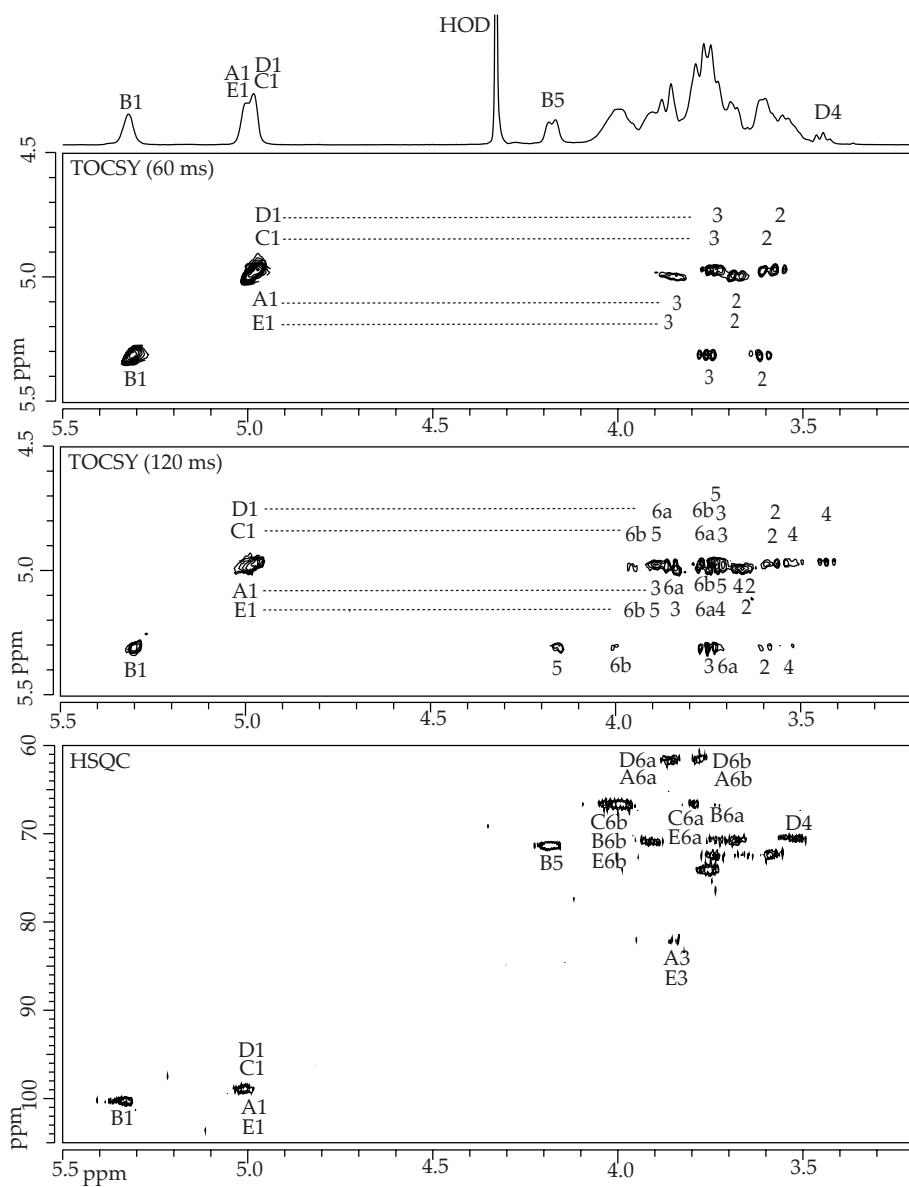 HOD
D1
A1 C1
E1
B1
B5
D4
4.5
TOCSY (60 ms)
D1 3 2
C1 3 2
5.0
A1 3 2
E1 3 2
B1 3 2
5.5 ppm
5.5 5.0 4.5 4.0 3.5
4.5
TOCSY (120 ms)
5
D1 6a 6b 3 2 4
C1 6b 5 6a 3 2 4
5.0
A1 3 6a 6b 5 4 2
E1 6b 5 3 6a 4 2
B1 5 6b 3 6a 2 4
5.5 ppm
5.5 5.0 4.5 4.0 3.5
60
HSQC
D6a D6b
A6a A6b
C6b C6a B6a D4
70
B5 B6b E6a
E6b
80
A3
E3
90
D1
C1
100
B1 A1
E1
ppm
5.5 ppm 5.0 4.5 4.0 3.5